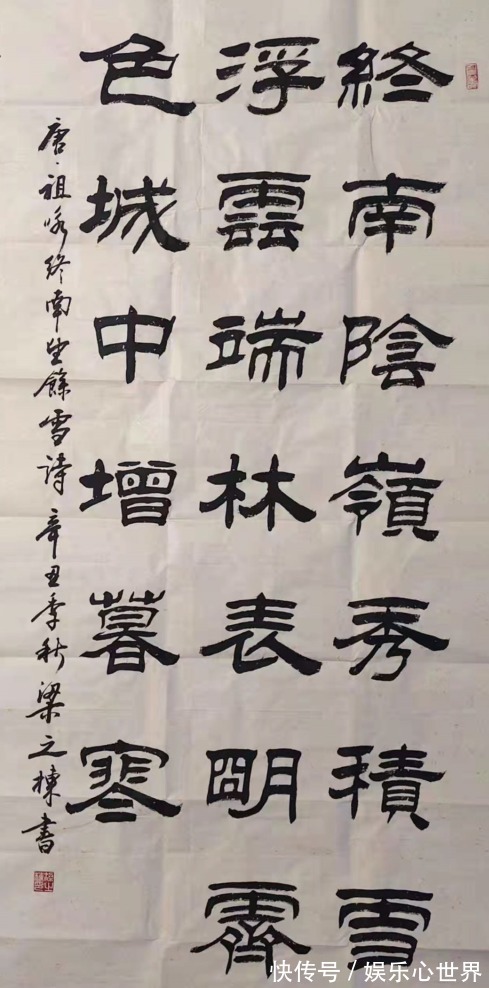 終南陰嶺秀積雪
浮雲端林表朙霽
色城中增暮寒
唐·祖咏終南望餘雪詩 辛丑季秋 梁之棟書
快传号 / 娱乐心世界